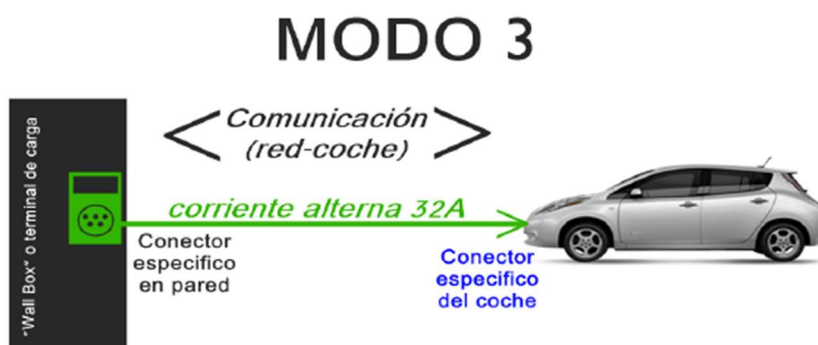 MODO 3
"Wall Box" o terminal de carga
Comunicación
(red-coche)
corriente alterna 32A
Conector
especifico
en pared
Conector
especifico
del coche